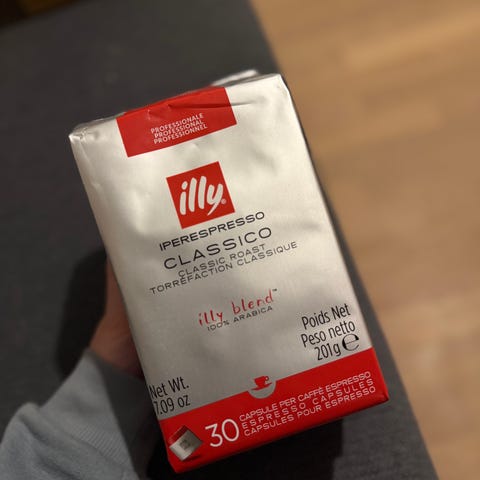 PROFESSIONALE
PROFESSIONAL
PROFESSIONNEL
illy
IPERESPRESSO
CLASSICO
CLASSIC ROAST
TORRÉFACTION CLASSIQUE
illy blend™
100% ARABICA
Poids Net
Peso netto
201g ℮
Net Wt.
7.09 oz
30
CAPSULE PER CAFFÈ ESPRESSO
ESPRESSO CAPSULES
CAPSULES POUR ESPRESSO